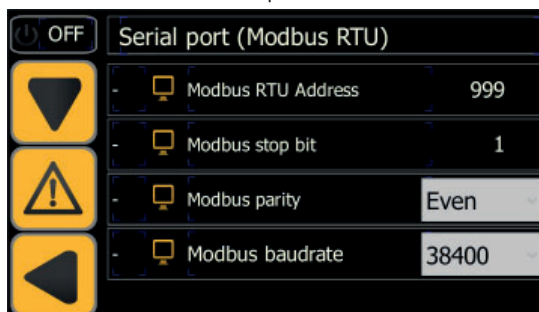 OFF Serial port (Modbus RTU)
- Modbus RTU Address 999
- Modbus stop bit 1
- Modbus parity Even
- Modbus baudrate 38400